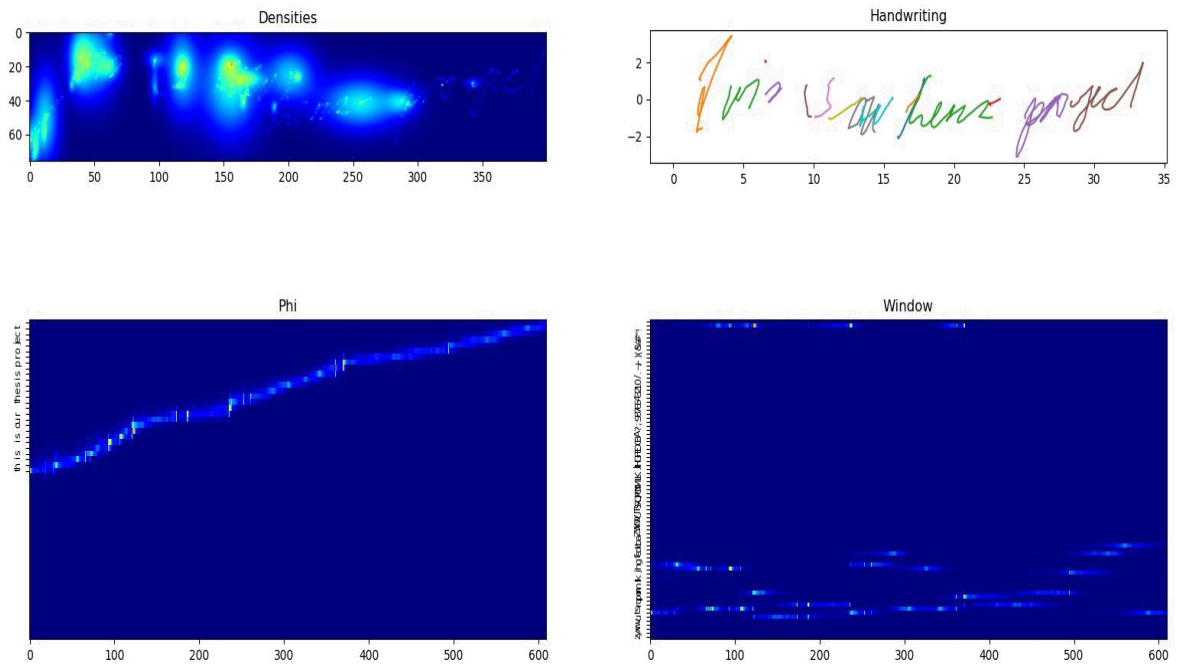 Densities
0
20
40
60
0 50 100 150 200 250 300 350
Handwriting
2
0
−2
0 5 10 15 20 25 30 35
Phi
this is our thesis project
0 100 200 300 400 500 600
Window
0 100 200 300 400 500 600